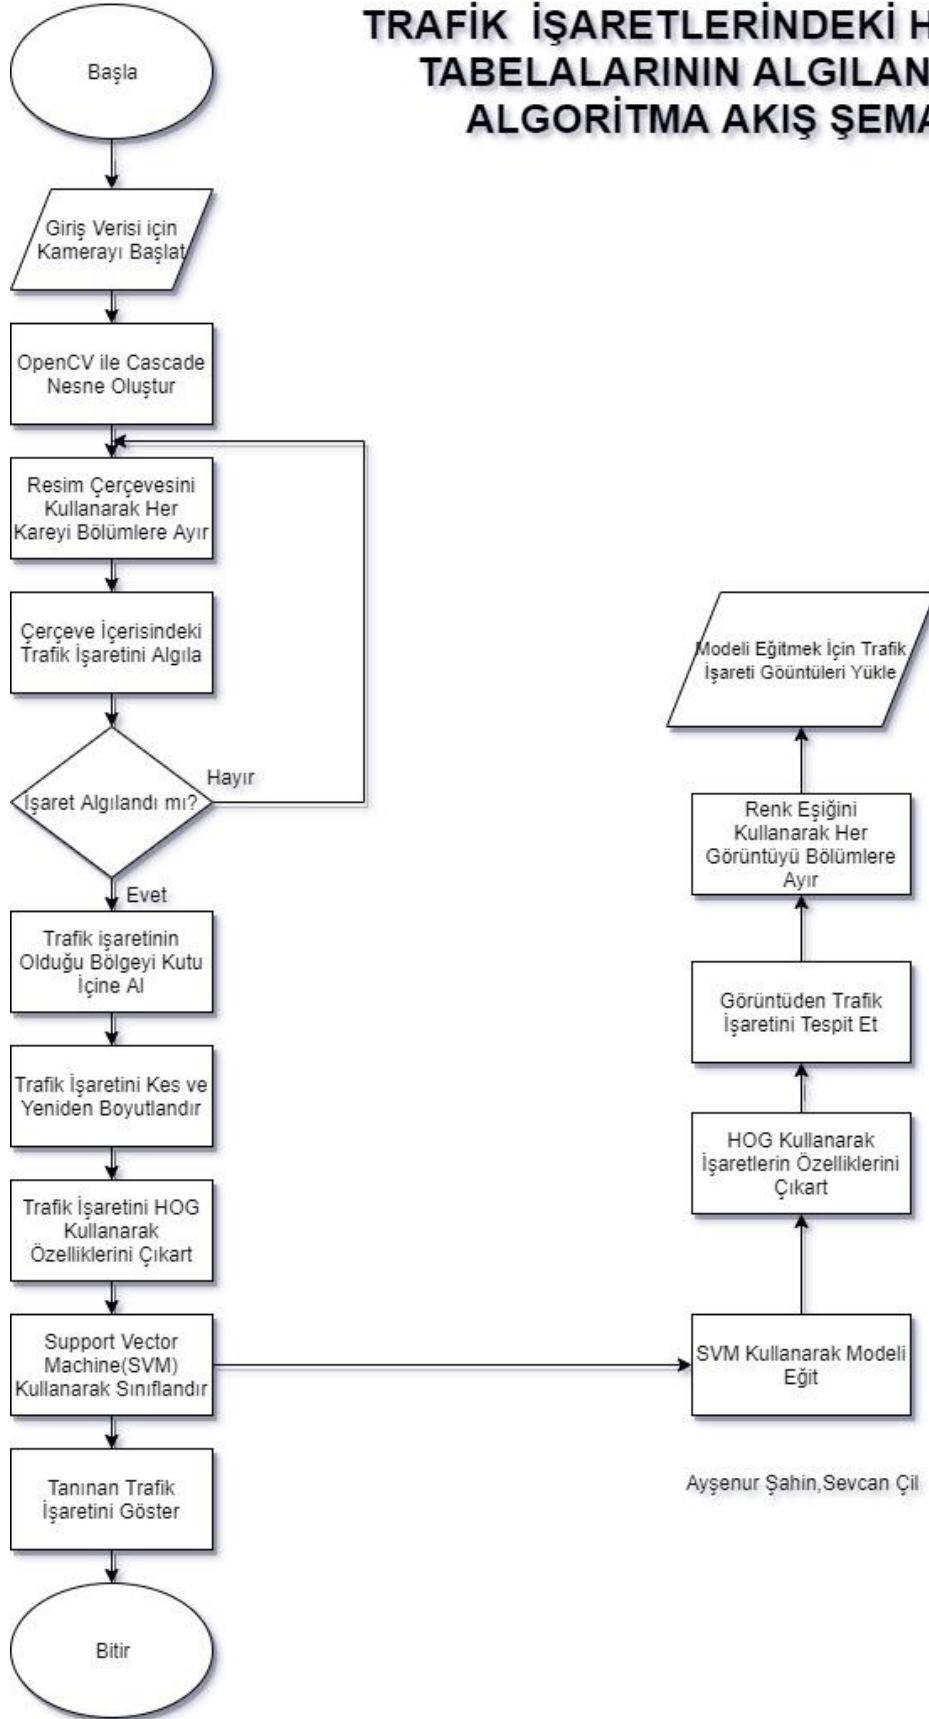 TRAFİK İŞARETLERİNDEKİ
TABELALARININ
ALGORİTMA AKIŞ
Başla
Giriş Verisi için
Kamerayı Başlat
OpenCV ile Cascade
Nesne Oluştur
Resim Çerçevesini
Kullanarak Her
Kareyi Bölümlere Ayır
Çerçeve İçerisindeki
Trafik İşaretini Algıla
İşaret Algılandı mı?
Hayır
Evet
Trafik işaretinin
Olduğu Bölgeyi Kutu
İçine Al
Trafik İşaretini Kes ve
Yeniden Boyutlandır
Trafik İşaretini HOG
Kullanarak
Özelliklerini Çıkart
Support Vector
Machine(SVM)
Kullanarak Sınıflandır
Tanınan Trafik
İşaretini Göster
Bitir
Modeli Eğitmek İçin Trafik
İşareti Göüntüleri Yükle
Renk Eşiğini
Kullanarak Her
Görüntüyü Bölümlere
Ayır
Görüntüden Trafik
İşaretini Tespit Et
HOG Kullanarak
İşaretlerin Özelliklerini
Çıkart
SVM Kullanarak Modeli
Eğit
Ayşenur Şahin,Sevcan Çil